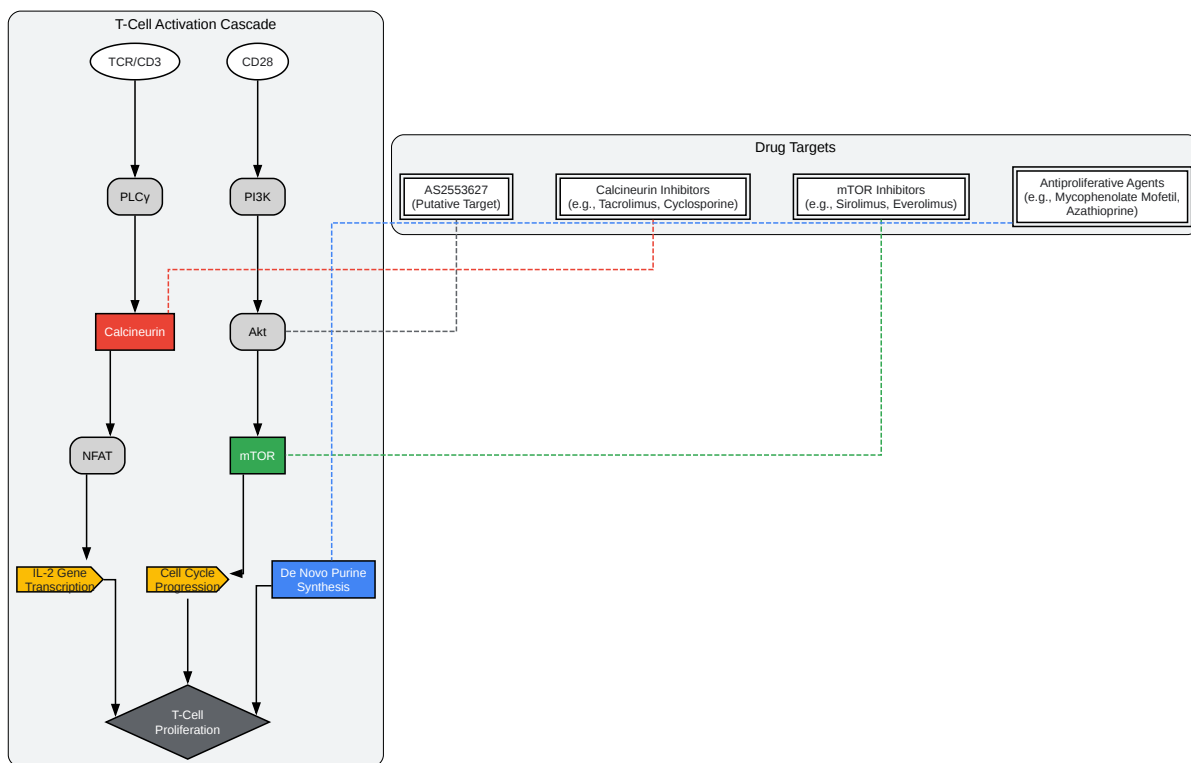 T-Cell Activation Cascade
TCR/CD3
CD28
Drug Targets
PLCγ
PI3K
AS2553627
(Putative Target)
Calcineurin Inhibitors
(e.g., Tacrolimus, Cyclosporine)
mTOR Inhibitors
(e.g., Sirolimus, Everolimus)
Antiproliferative Agents
(e.g., Mycophenolate Mofetil,
Azathioprine)
Calcineurin
Akt
NFAT
mTOR
IL-2 Gene
Transcription
Cell Cycle
Progression
De Novo Purine
Synthesis
T-Cell
Proliferation